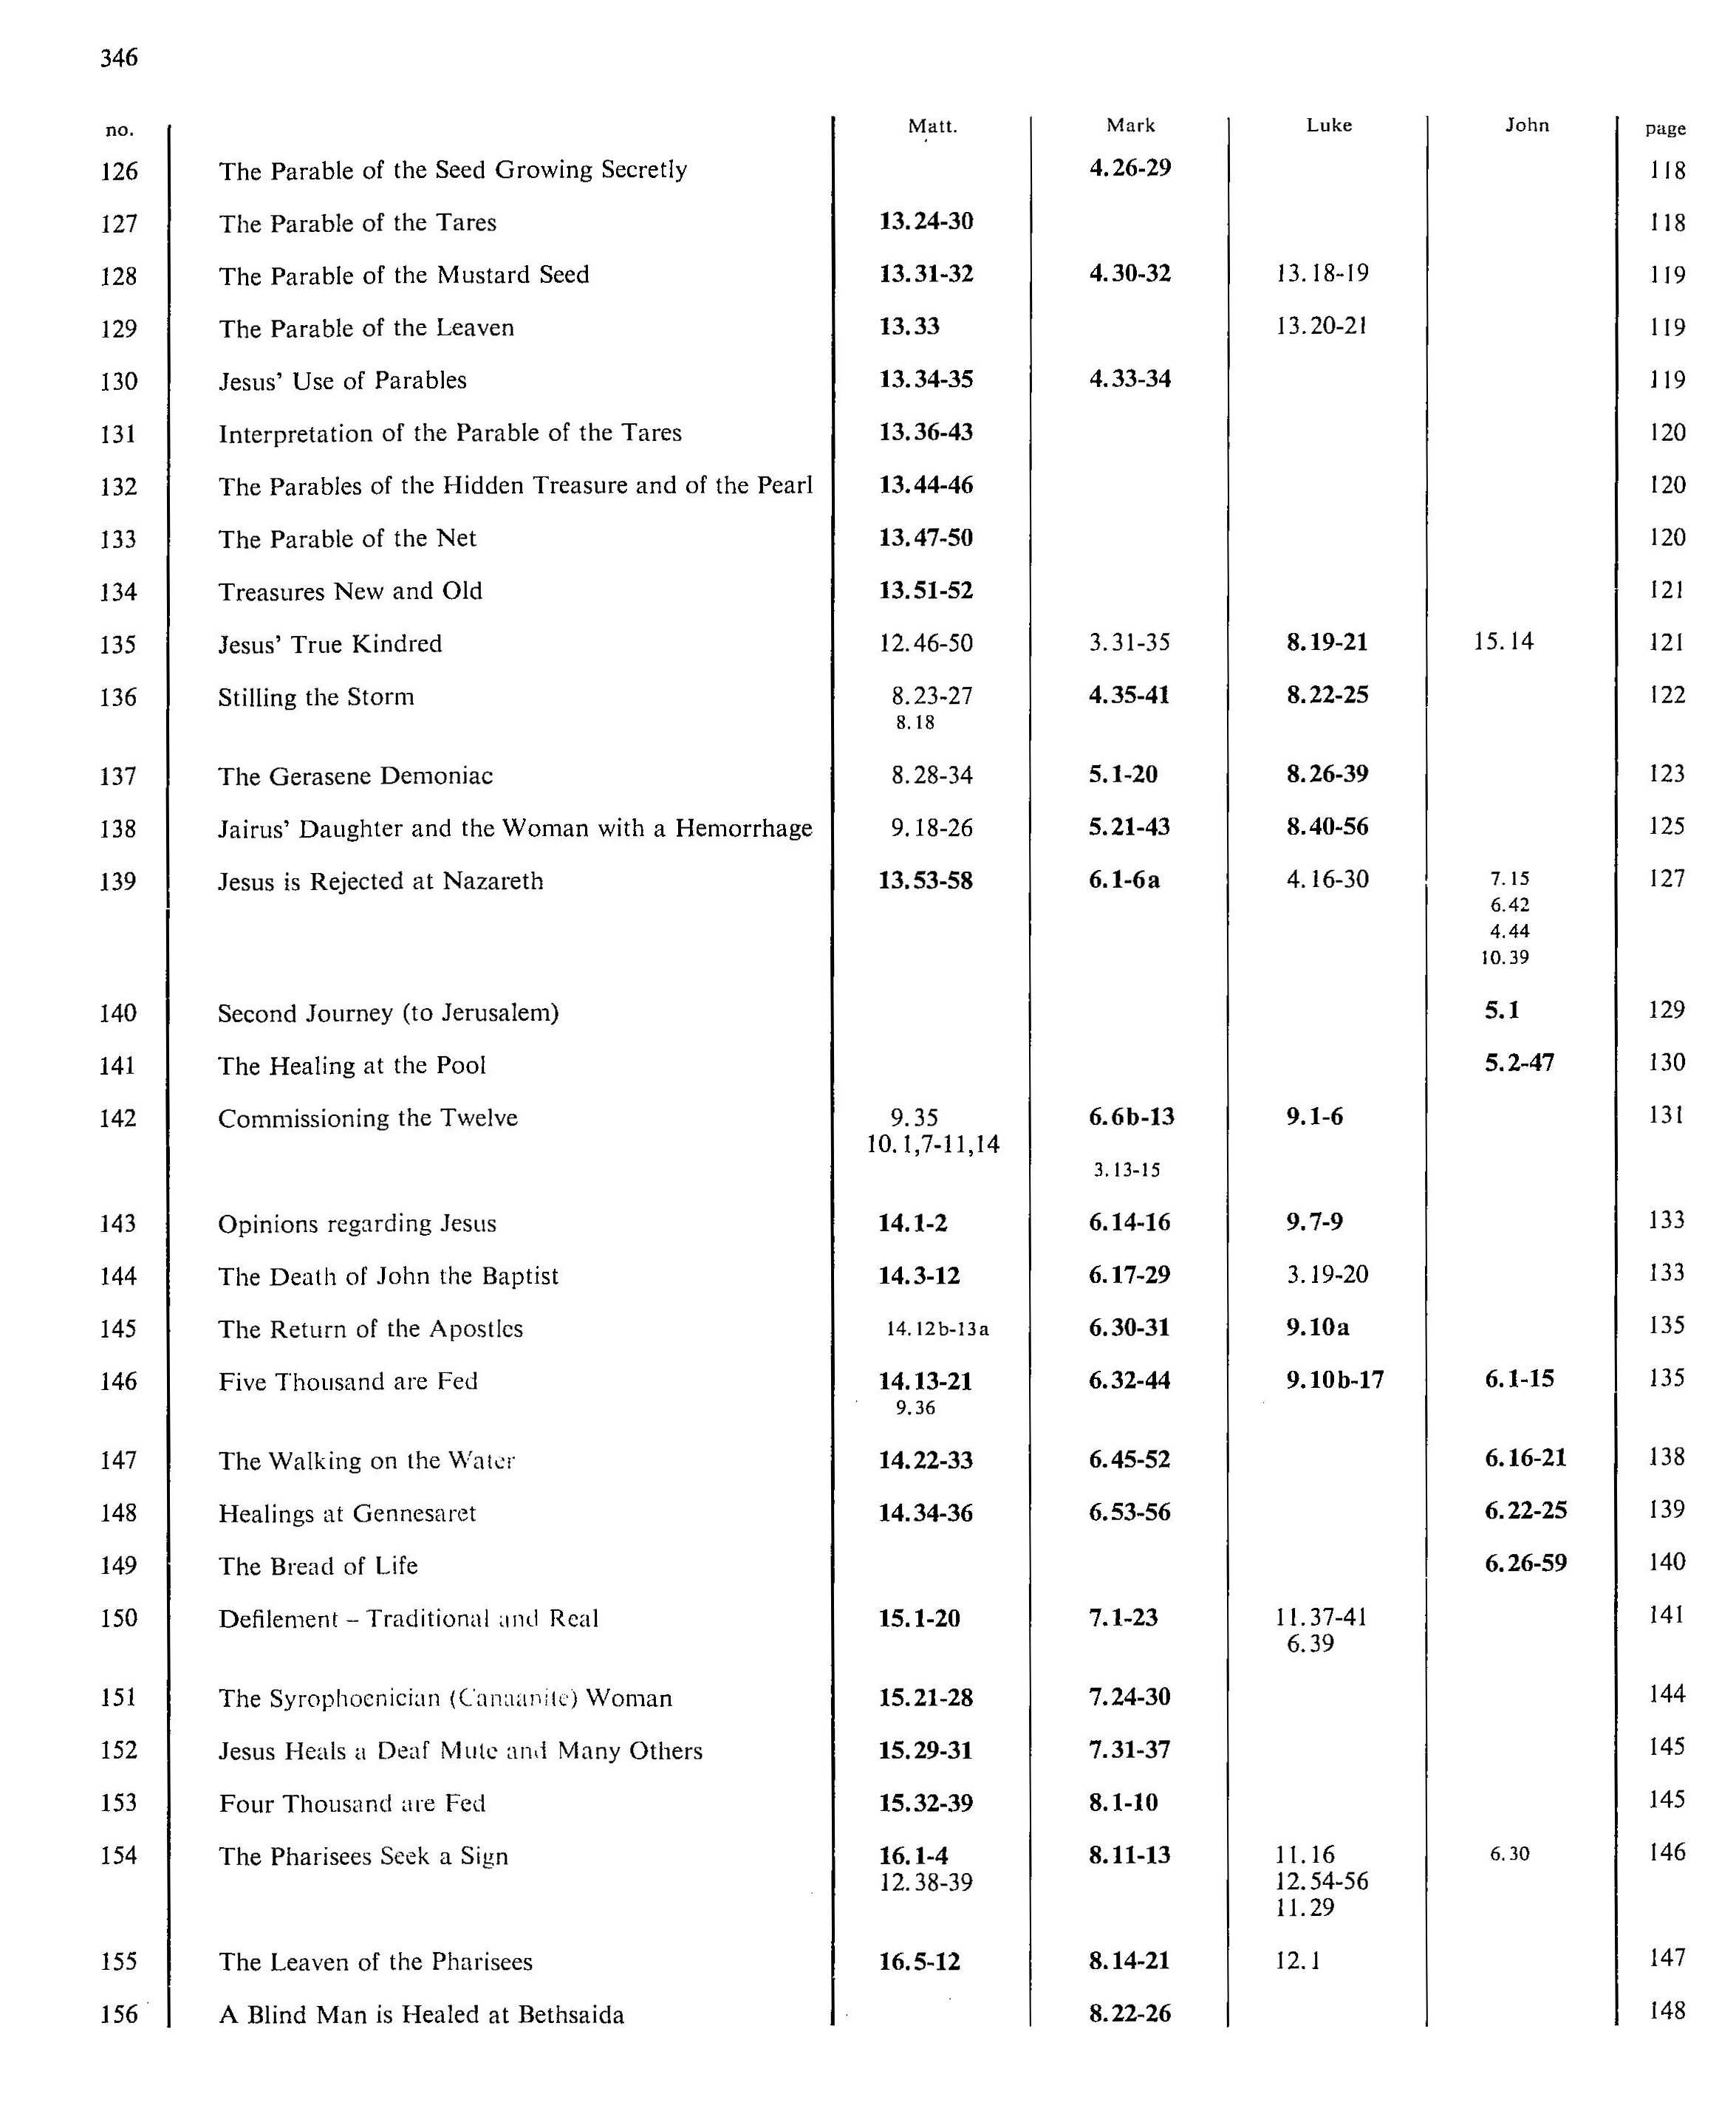 346
no. Matt. Mark Luke John page
126 The Parable of the Seed Growing Secretly 4.26-29 118
127 The Parable of the Tares 13.24-30 118
128 The Parable of the Mustard Seed 13.31-32 4.30-32 13.18-19 119
129 The Parable of the Leaven 13.33 13.20-21 119
130 Jesus' Use of Parables 13.34-35 4.33-34 119
131 Interpretation of the Parable of the Tares 13.36-43 120
132 The Parables of the Hidden Treasure and of the Pearl 13.44-46 120
133 The Parable of the Net 13.47-50 120
134 Treasures New and Old 13.51-52 121
135 Jesus' True Kindred 12.46-50 3.31-35 8.19-21 15.14 121
136 Stilling the Storm 8.23-27 4.35-41 8.22-25 122
8.18
137 The Gerasene Demoniac 8.28-34 5.1-20 8.26-39 123
138 Jairus' Daughter and the Woman with a Hemorrhage 9.18-26 5.21-43 8.40-56 125
139 Jesus is Rejected at Nazareth 13.53-58 6.1-6a 4.16-30 7.15 127
6.42
4.44
10.39
140 Second Journey (to Jerusalem) 5.1 129
141 The Healing at the Pool 5.2-47 130
142 Commissioning the Twelve 9.35 6.6b-13 9.1-6 131
10.1,7-11,14
3.13-15
143 Opinions regarding Jesus 14.1-2 6.14-16 9.7-9 133
144 The Death of John the Baptist 14.3-12 6.17-29 3.19-20 133
145 The Return of the Apostles 14.12b-13a 6.30-31 9.10a 135
146 Five Thousand are Fed 14.13-21 6.32-44 9.10b-17 6.1-15 135
9.36
147 The Walking on the Water 14.22-33 6.45-52 6.16-21 138
148 Healings at Gennesaret 14.34-36 6.53-56 6.22-25 139
149 The Bread of Life 6.26-59 140
150 Defilement – Traditional and Real 15.1-20 7.1-23 11.37-41 141
6.39
151 The Syrophoenician (Canaanite) Woman 15.21-28 7.24-30 144
152 Jesus Heals a Deaf Mute and Many Others 15.29-31 7.31-37 145
153 Four Thousand are Fed 15.32-39 8.1-10 145
154 The Pharisees Seek a Sign 16.1-4 8.11-13 11.16 6.30 146
12.38-39 12.54-56
11.29
155 The Leaven of the Pharisees 16.5-12 8.14-21 12.1 147
156 A Blind Man is Healed at Bethsaida 8.22-26 148